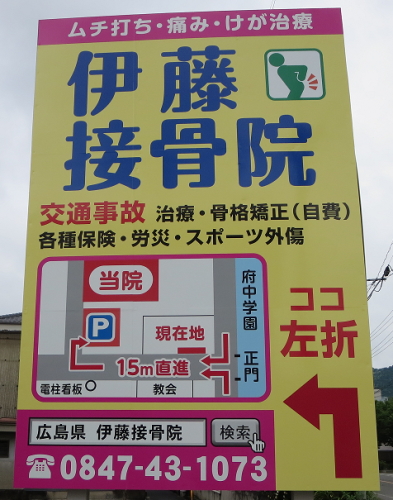 ムチ打ち・痛み・けが治療
伊藤
接骨院
交通事故 治療・骨格矯正(自費)
各種保険・労災・スポーツ外傷
当院
P
現在地
15m直進
電柱看板
教会
府中学園
正門
ココ
左折
広島県 伊藤接骨院
検索
0847-43-1073